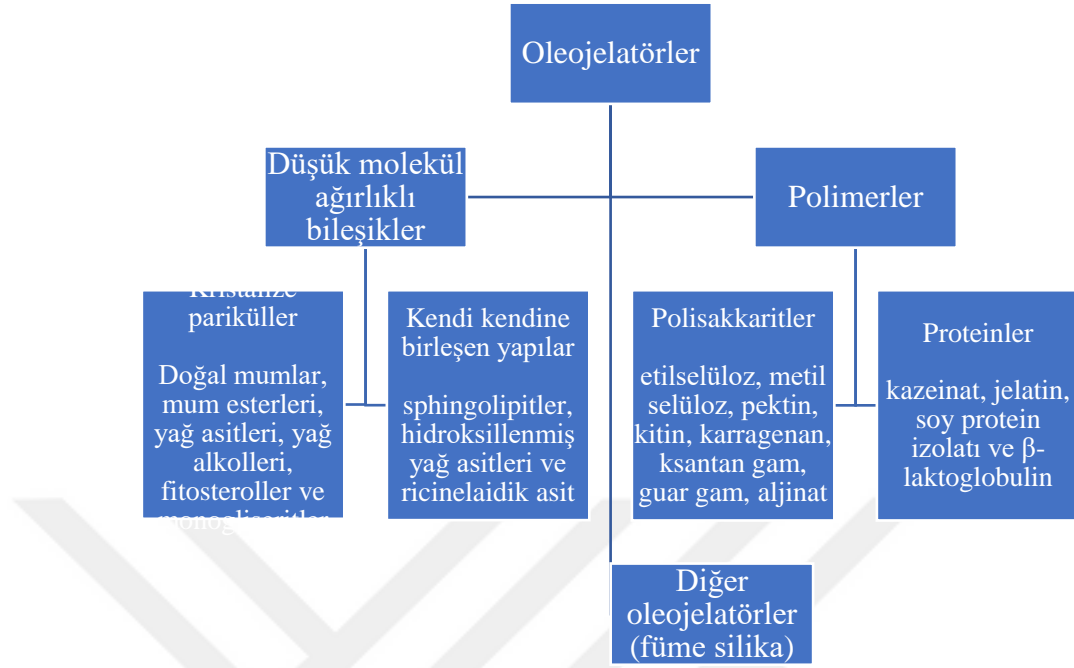 Oleojelatörler
Düşük molekül
ağırlıklı
bileşikler
Polimerler
Kristalize
pariküller
Doğal mumlar,
mum esterleri,
yağ asitleri, yağ
alkolleri,
fitosteroller ve
monogliseritler
Kendi kendine
birleşen yapılar
sphingolipitler,
hidroksillenmiş
yağ asitleri ve
ricinelaidik asit
Polisakkaritler
etilselüloz, metil
selüloz, pektin,
kitin, karragenan,
ksantan gam,
guar gam, aljinat
Proteinler
kazeinat, jelatin,
soy protein
izolatı ve β-
laktoglobulin
Diğer
oleojelatörler
(füme silika)